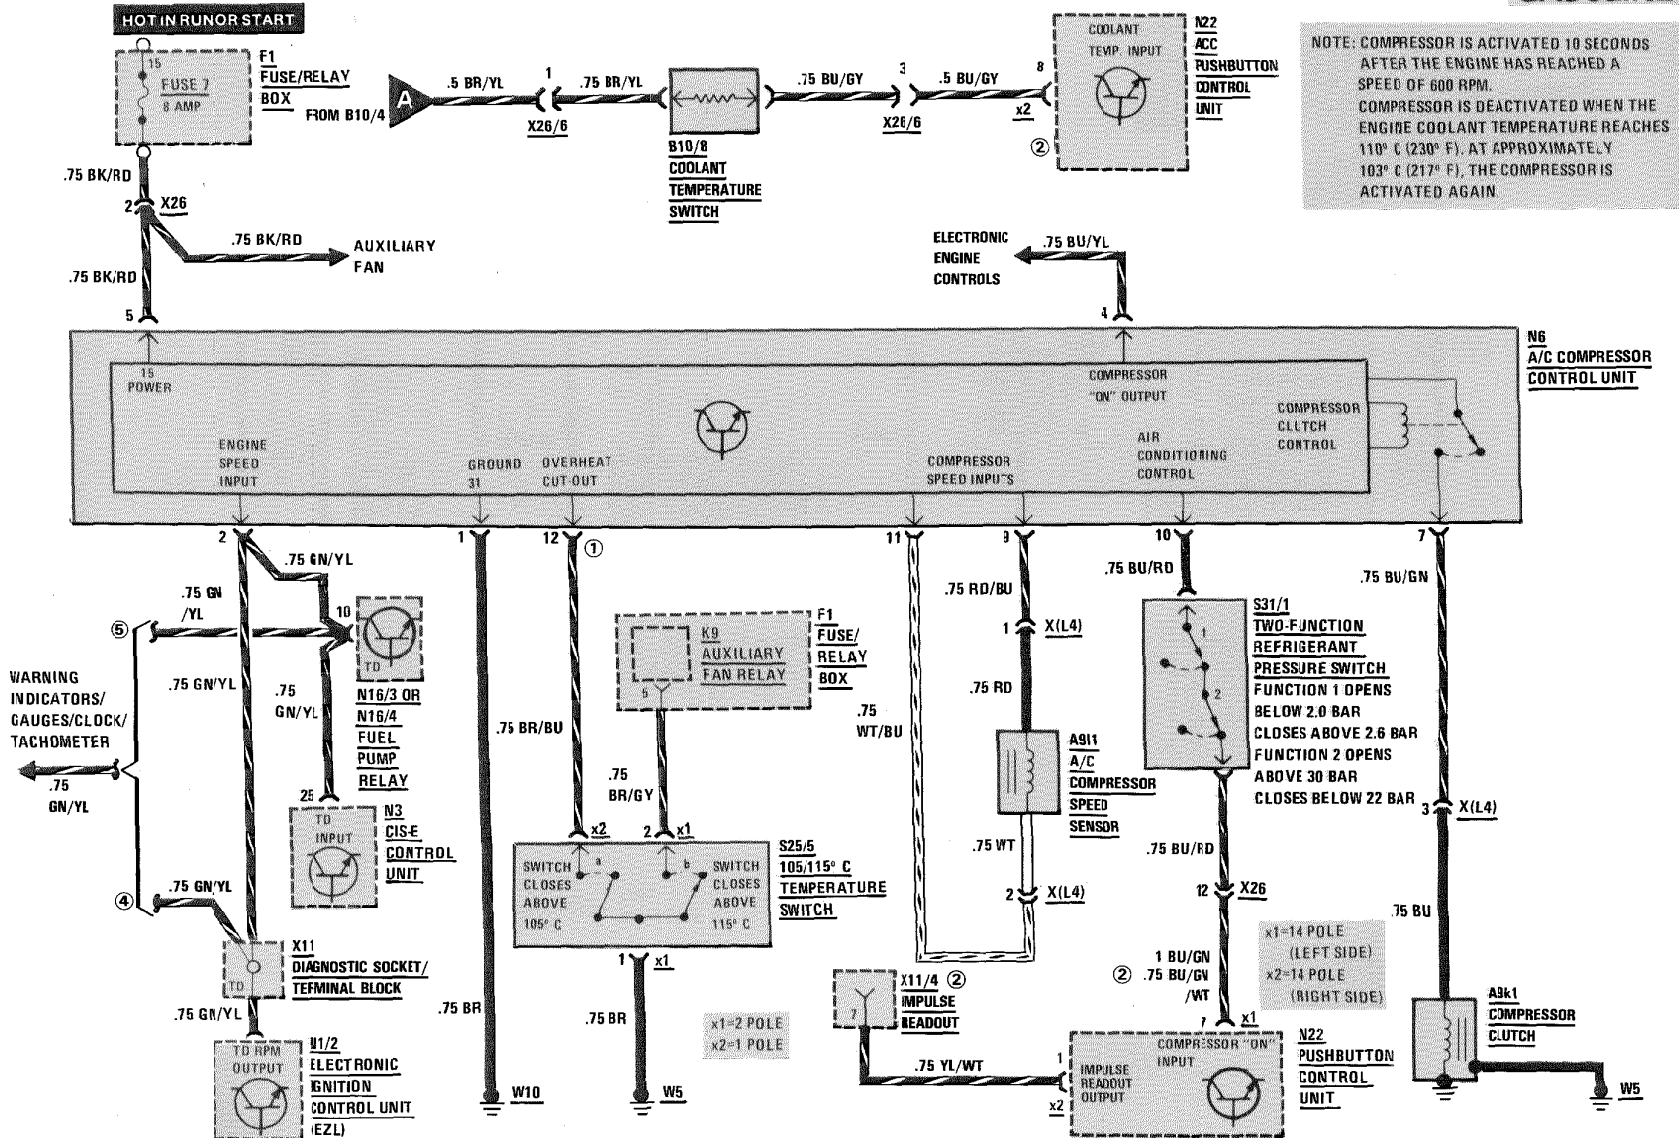 HOT IN RUN OR START
15
FUSE 7
8 AMP
F1
FUSE/RELAY
BOX
.75 BK/RD
2
X26
.75 BK/RD
AUXILIARY
FAN
.75 BK/RD
5
A
FROM B10/4
.5 BR/YL
1
X26/6
.75 BR/YL
B10/8
COOLANT
TEMPERATURE
SWITCH
.75 BU/GY
3
X26/6
.5 BU/GY
8
x2
②
COOLANT
TEMP. INPUT
N22
ACC
PUSHBUTTON
CONTROL
UNIT
NOTE: COMPRESSOR IS ACTIVATED 10 SECONDS
AFTER THE ENGINE HAS REACHED A
SPEED OF 600 RPM.
COMPRESSOR IS DEACTIVATED WHEN THE
ENGINE COOLANT TEMPERATURE REACHES
110° C (230° F). AT APPROXIMATELY
103° C (217° F), THE COMPRESSOR IS
ACTIVATED AGAIN
ELECTRONIC
ENGINE
CONTROLS
.75 BU/YL
4
N6
A/C COMPRESSOR
CONTROL UNIT
15
POWER
COMPRESSOR
"ON" OUTPUT
COMPRESSOR
CLUTCH
CONTROL
ENGINE
SPEED
INPUT
GROUND
31
OVERHEAT
CUT-OUT
COMPRESSOR
SPEED INPUTS
AIR
CONDITIONING
CONTROL
2
1
12
①
11
9
10
7
.75 GN/YL
.75 GN
/YL
⑤
10
TD
N16/3 OR
N16/4
FUEL
PUMP
RELAY
WARNING
INDICATORS/
GAUGES/CLOCK/
TACHOMETER
.75
GN/YL
.75 GN/YL
.75
GN/YL
25
TD
INPUT
N3
CIS-E
CONTROL
UNIT
④
.75 GN/YL
X11
DIAGNOSTIC SOCKET/
TERMINAL BLOCK
TD
.75 GN/YL
TD RPM
OUTPUT
N1/2
ELECTRONIC
IGNITION
CONTROL UNIT
(EZL)
.75 BR
W10
.75 BR/BU
K9
AUXILIARY
FAN RELAY
5
F1
FUSE/
RELAY
BOX
.75
BR/GY
x2
2
x1
SWITCH
CLOSES
ABOVE
105° C
a
b
SWITCH
CLOSES
ABOVE
115° C
S25/5
105/115° C
TEMPERATURE
SWITCH
1
x1
.75 BR
W5
x1=2 POLE
x2=1 POLE
.75
WT/BU
.75 RD/BU
1
X(L4)
.75 RD
A9l1
A/C
COMPRESSOR
SPEED
SENSOR
.75 WT
2
X(L4)
7
X11/4
②
IMPULSE
READOUT
.75 YL/WT
1
x2
.75 BU/RD
1
2
S31/1
TWO-FUNCTION
REFRIGERANT
PRESSURE SWITCH
FUNCTION 1 OPENS
BELOW 2.0 BAR
CLOSES ABOVE 2.6 BAR
FUNCTION 2 OPENS
ABOVE 30 BAR
CLOSES BELOW 22 BAR
.75 BU/RD
12
X26
②
1 BU/GN
.75 BU/GN
/WT
x1=14 POLE
(LEFT SIDE)
x2=14 POLE
(RIGHT SIDE)
7
x1
COMPRESSOR "ON"
INPUT
IMPULSE
READOUT
OUTPUT
N22
PUSHBUTTON
CONTROL
UNIT
.75 BU/GN
3
X(L4)
.75 BU
A9k1
COMPRESSOR
CLUTCH
W5